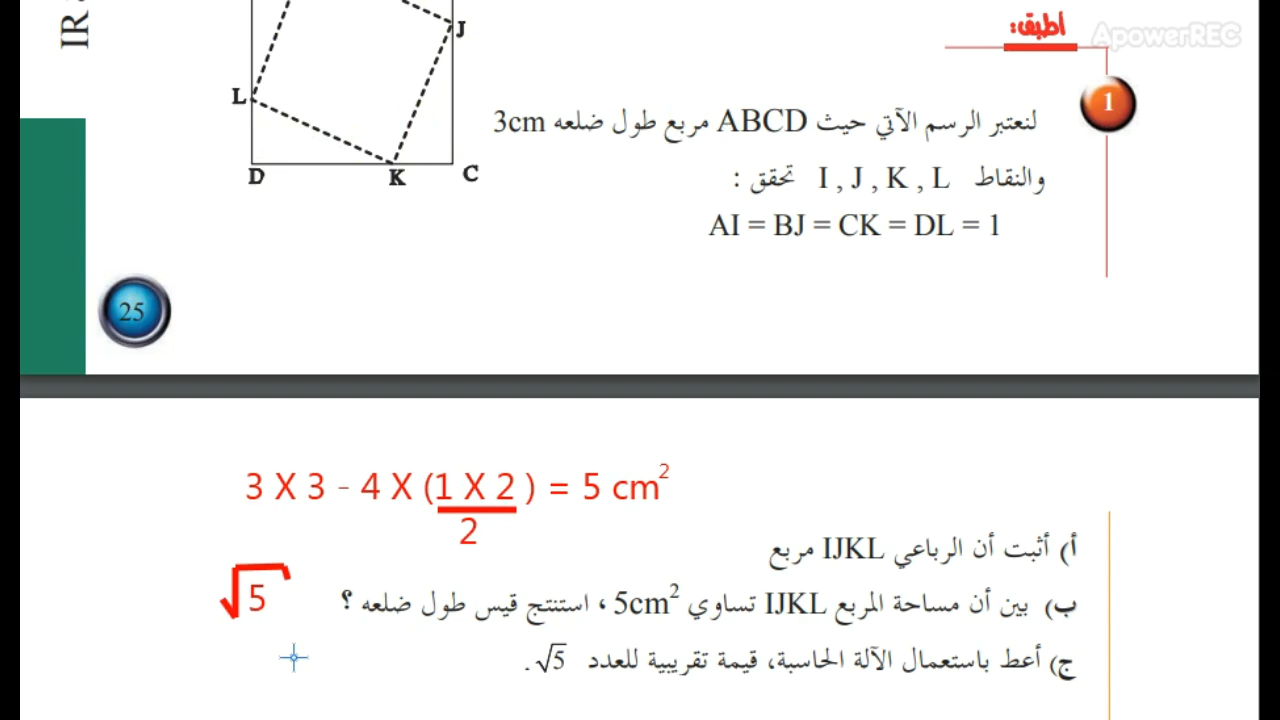 IR
أطبق:
ApowerREC
J
L
D
K
C
1
لنعتبر الرسم الآتي حيث ABCD مربع طول ضلعه 3cm
والنقاط I , J , K , L تحقق :
AI = BJ = CK = DL = 1
25
3 X 3 - 4 X (1 X 2) = 5 cm²
2
√5
أ) أثبت أن الرباعي IJKL مربع
ب) بين أن مساحة المربع IJKL تساوي 5cm² ، استنتج قيس طول ضلعه ؟
ج) أعط باستعمال الآلة الحاسبة، قيمة تقريبية للعدد √5 .